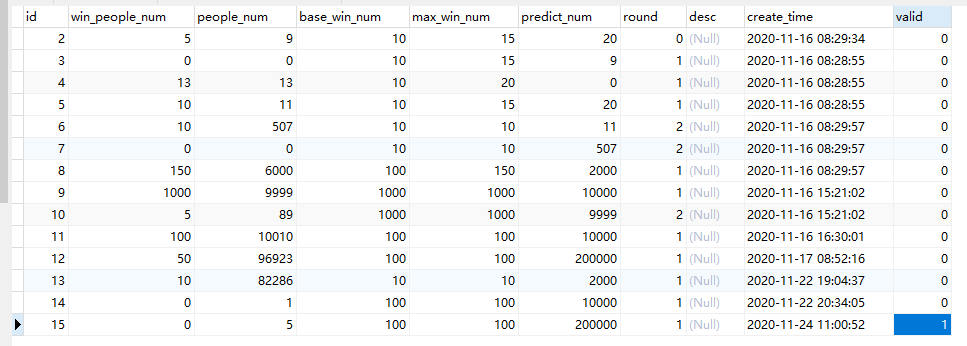 id win_people_num people_num base_win_num max_win_num predict_num round desc create_time valid
2 5 9 10 15 20 0 (Null) 2020-11-16 08:29:34 0
3 0 0 10 15 9 1 (Null) 2020-11-16 08:28:55 0
4 13 13 10 20 0 1 (Null) 2020-11-16 08:28:55 0
5 10 11 10 15 20 1 (Null) 2020-11-16 08:28:55 0
6 10 507 10 10 11 2 (Null) 2020-11-16 08:29:57 0
7 0 0 10 10 507 2 (Null) 2020-11-16 08:29:57 0
8 150 6000 100 150 2000 1 (Null) 2020-11-16 08:29:57 0
9 1000 9999 1000 1000 10000 1 (Null) 2020-11-16 15:21:02 0
10 5 89 1000 1000 9999 2 (Null) 2020-11-16 15:21:02 0
11 100 10010 100 100 10000 1 (Null) 2020-11-16 16:30:01 0
12 50 96923 100 100 200000 1 (Null) 2020-11-17 08:52:16 0
13 10 82286 10 10 2000 1 (Null) 2020-11-22 19:04:37 0
14 0 1 100 100 10000 1 (Null) 2020-11-22 20:34:05 0
15 0 5 100 100 200000 1 (Null) 2020-11-24 11:00:52 1